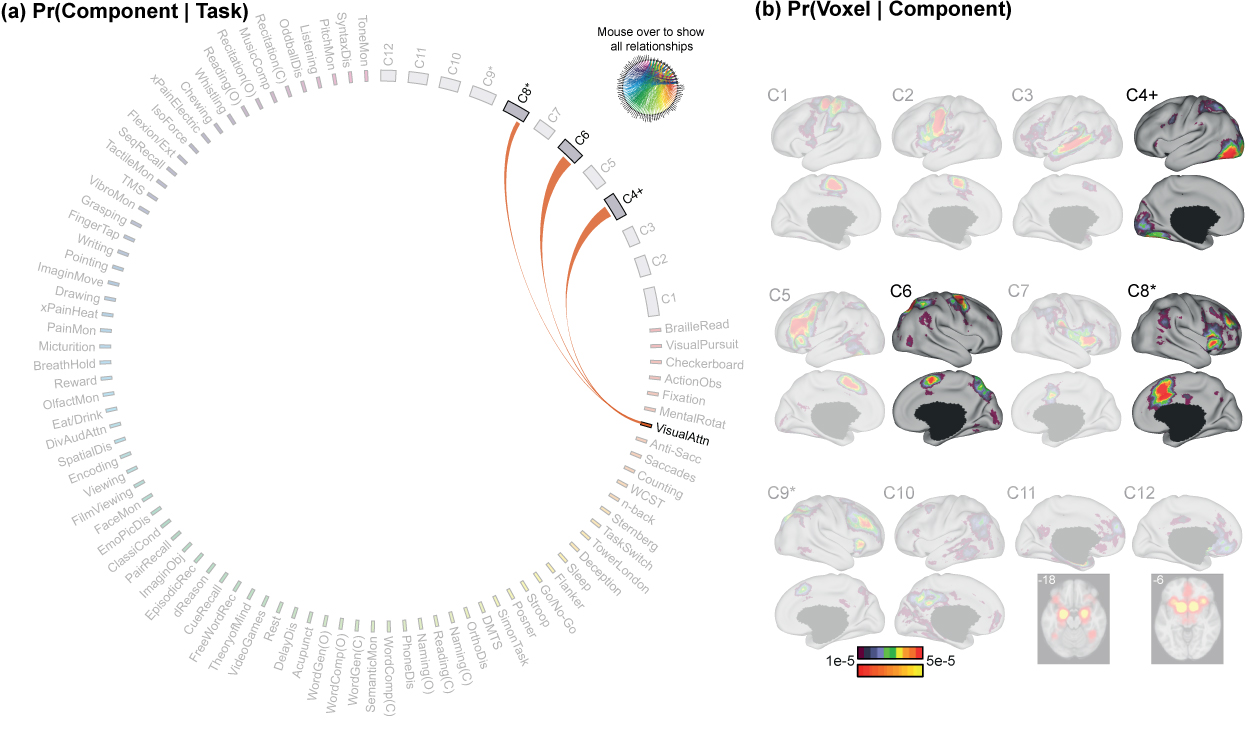 (a) Pr(Component | Task)
Mouse over to show
all relationships
ToneMon
SyntaxDis
PitchMon
Listening
OddballDis
Recitation(C)
MusicComp
Recitation(O)
Reading(O)
Whistling
Chewing
xPainElectric
IsoForce
FlexionExt
SeqRecall
TactileMon
TMS
VibroMon
Grasping
FingerTap
Writing
Pointing
ImaginMove
Drawing
xPainHeat
PainMon
Micturition
BreathHold
Reward
OlfactMon
Eat/Drink
DivAudAttn
SpatialDis
Encoding
Viewing
FilmViewing
FaceMon
EmoPicDis
ClassiCond
PairRecall
ImaginObj
EpisodicRec
dReason
CueRecall
FreeWordRec
TheoryofMind
VideoGames
Rest
DelayDis
Acupunct
WordGen(O)
WordComp(O)
WordGen(C)
SemanticMon
WordComp(C)
PhoneDis
Naming(O)
Reading(C)
Naming(C)
OrthoDis
DMTS
SimonTask
Posner
Stroop
Go/No-Go
Flanker
Sleep
Deception
TowerLondon
TaskSwitch
Sternberg
n-back
WCST
Counting
Saccades
Anti-Sacc
VisualAttn
MentalRotat
Fixation
ActionObs
Checkerboard
VisualPursuit
BrailleRead
C1
C2
C3
C4+
C5
C6
C7
C8*
C9*
C10
C11
C12
(b) Pr(Voxel | Component)
C1
C2
C3
C4+
C5
C6
C7
C8*
C9*
C10
C11
C12
-18
-6
1e-5
5e-5